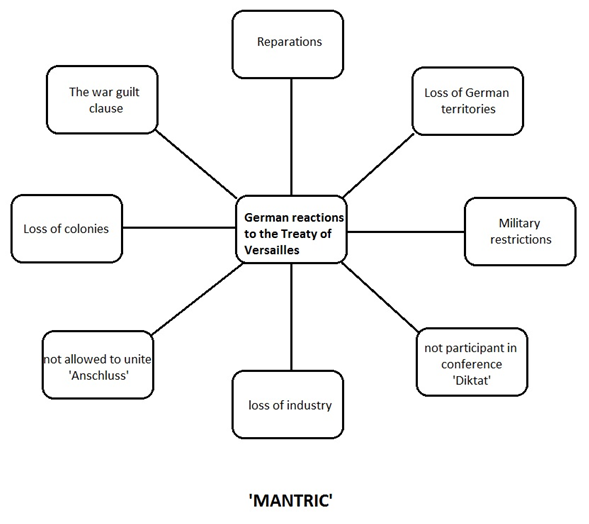 Reparations
The war guilt
clause
Loss of German
territories
German reactions
to the Treaty of
Versailles
Loss of colonies
Military
restrictions
not allowed to unite
'Anschluss'
not participant in
conference
'Diktat'
loss of industry
'MANTRIC'